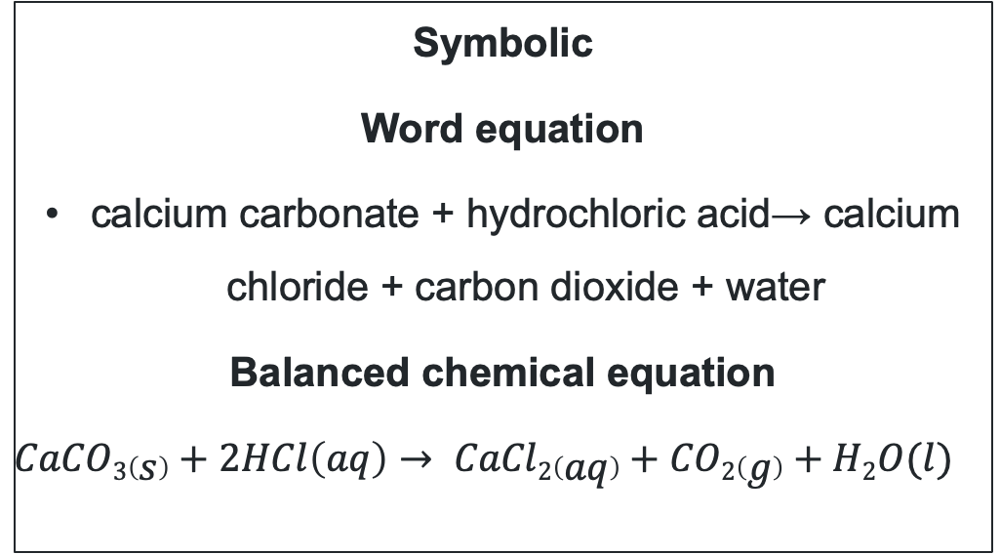 Symbolic
Word equation
• calcium carbonate + hydrochloric acid→ calcium
chloride + carbon dioxide + water
Balanced chemical equation
CaCO₃₍s₎ + 2HCl(aq) → CaCl₂₍aq₎ + CO₂₍g₎ + H₂O(l)